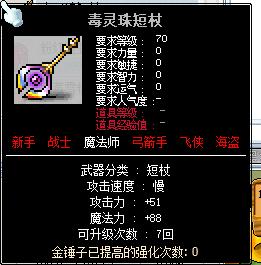 毒灵珠短杖
要求等级 : 70
要求力量 : 0
要求敏捷 : 0
要求智力 : 0
要求运气 : 0
要求人气度 : -
道具等级 : -
道具经验值 : -
新手 战士 魔法师 弓箭手 飞侠 海盗
武器分类 : 短杖
攻击速度 : 慢
攻击力 : +51
魔法力 : +88
可升级次数 : 7回
金锤子已提高的强化次数: 0